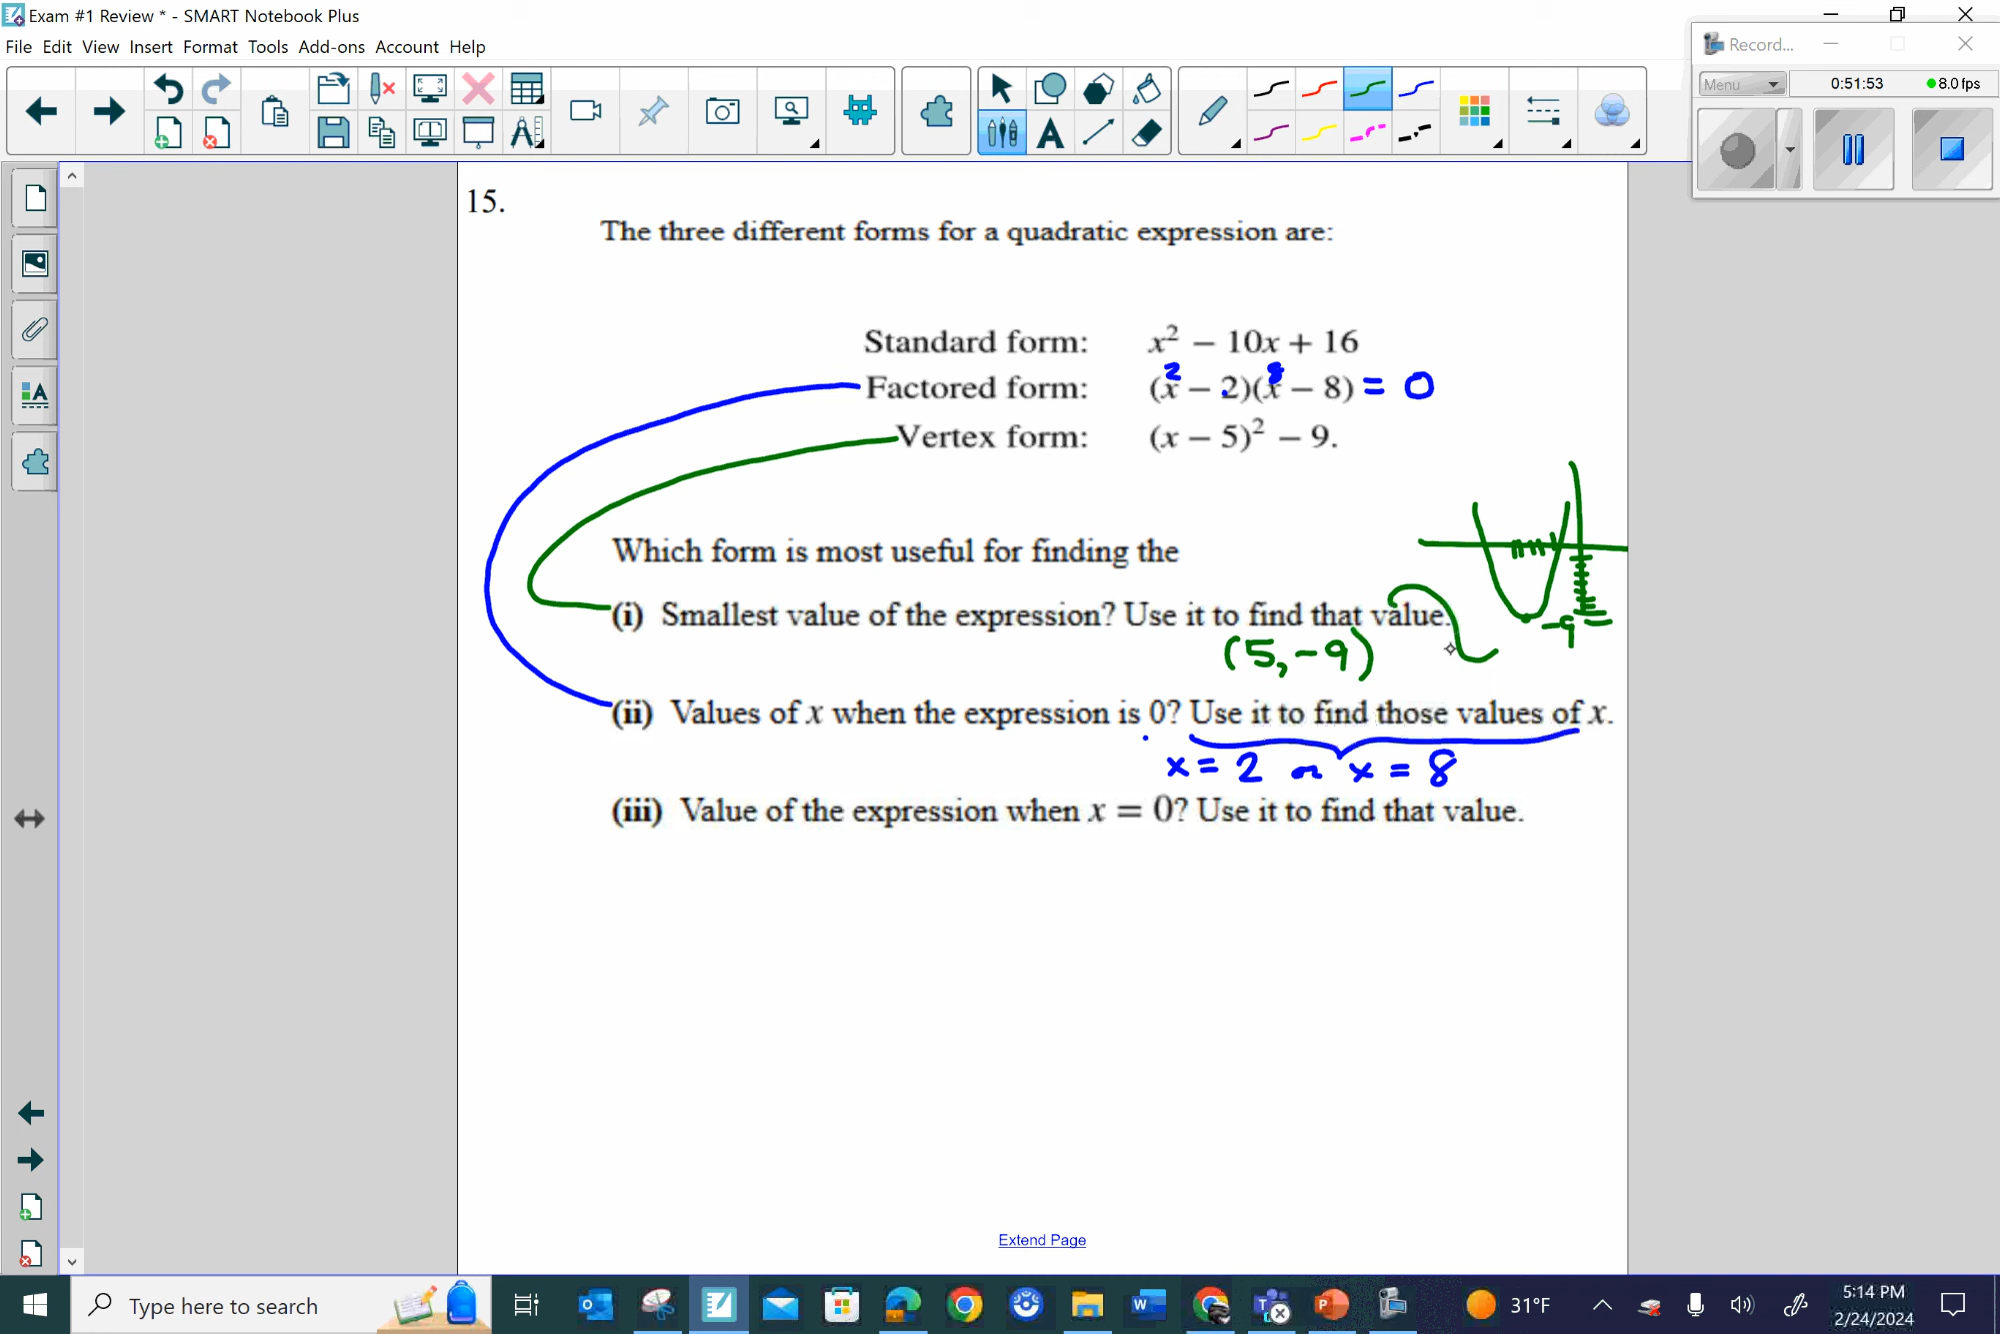 Exam #1 Review * - SMART Notebook Plus
File Edit View Insert Format Tools Add-ons Account Help
Record...
Menu
0:51:53
8.0 fps
15.
The three different forms for a quadratic expression are:
Standard form: x² − 10x + 16
2 8
Factored form: (x − 2)(x − 8) = 0
Vertex form: (x − 5)² − 9.
Which form is most useful for finding the
(i) Smallest value of the expression? Use it to find that value.
-9
(5, -9)
(ii) Values of x when the expression is 0? Use it to find those values of x.
x = 2 or x = 8
(iii) Value of the expression when x = 0? Use it to find that value.
Extend Page
Type here to search
31°F
5:14 PM
2/24/2024